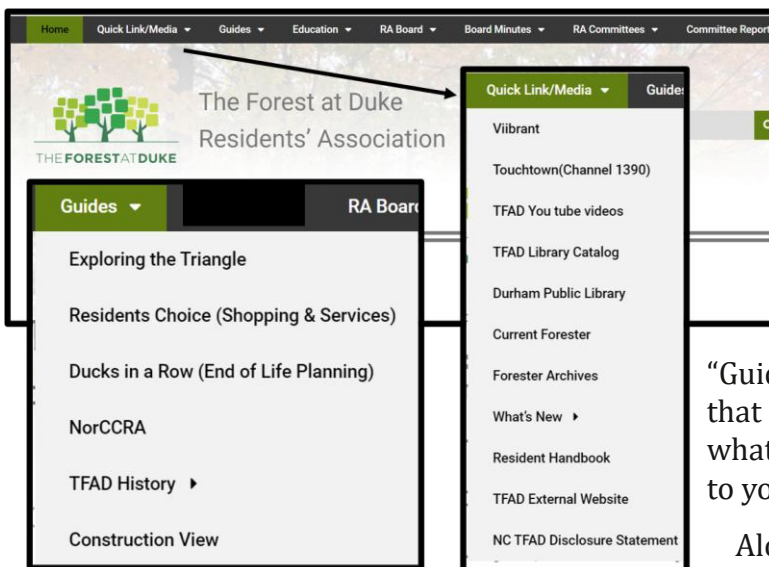 Home Quick Link/Media Guides Education RA Board Board Minutes RA Committees Committee Report
The Forest at Duke
Residents' Association
THE FOREST AT DUKE
Quick Link/Media Guides
Viibrant
Touchtown(Channel 1390)
TFAD You tube videos
TFAD Library Catalog
Durham Public Library
Current Forester
Forester Archives
What's New
Resident Handbook
TFAD External Website
NC TFAD Disclosure Statement
Guides RA Board
Exploring the Triangle
Residents Choice (Shopping & Services)
Ducks in a Row (End of Life Planning)
NorCCRA
TFAD History
Construction View
that
what
to